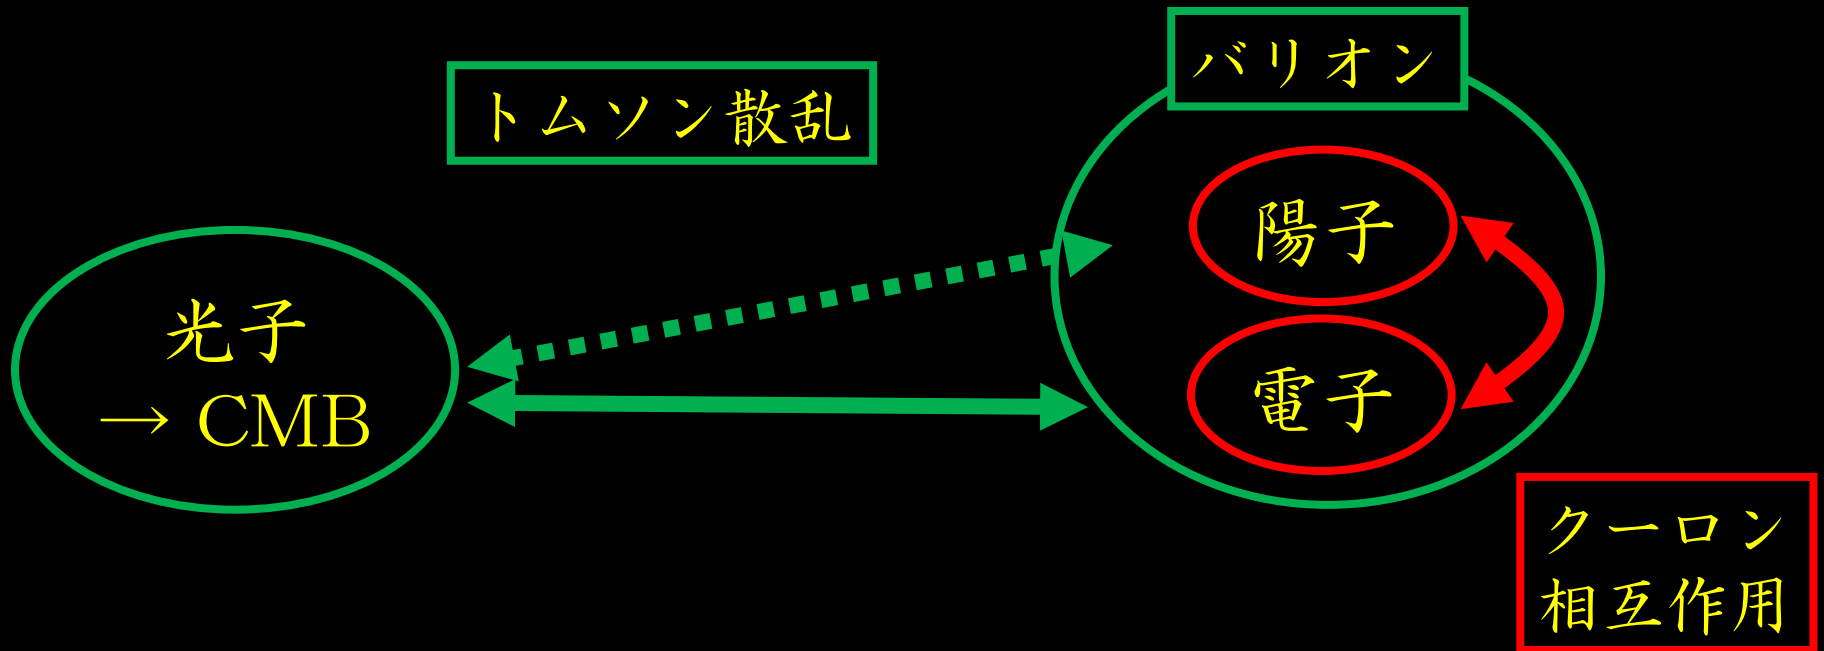 バリオン
トムソン散乱
陽子
光子
→ CMB
電子
クーロン
相互作用